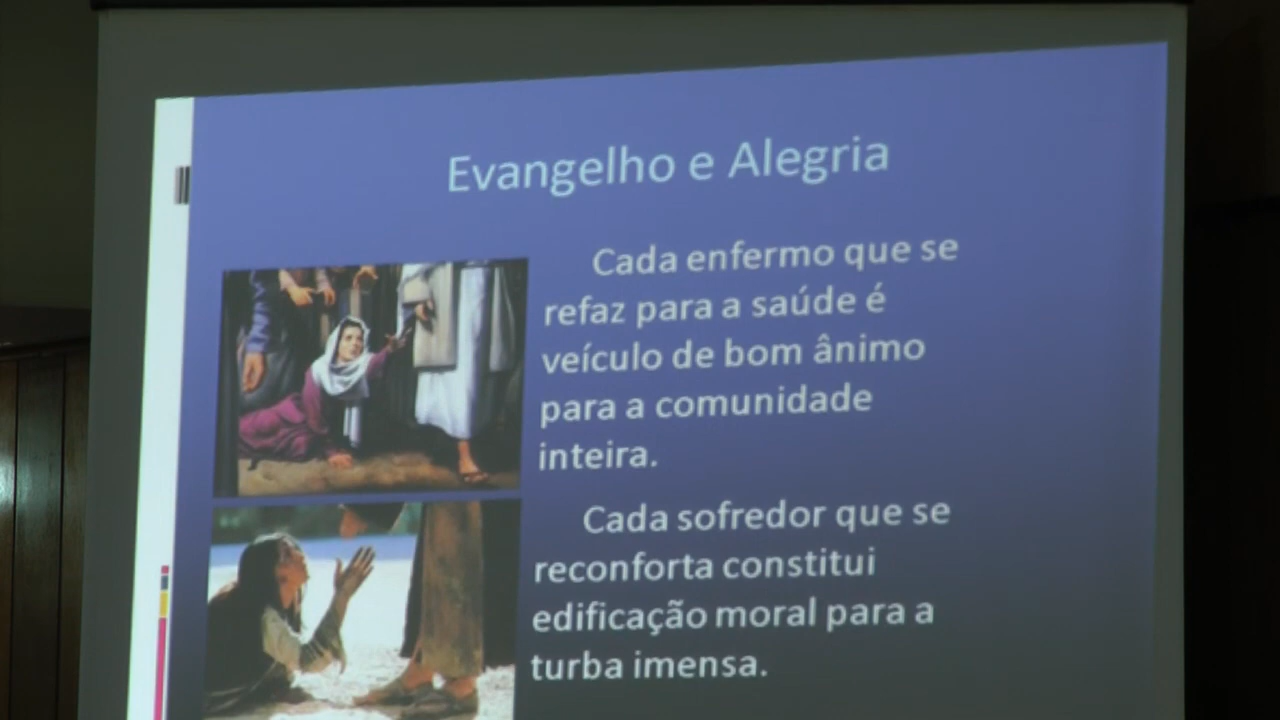 Evangelho e Alegria
Cada enfermo que se
refaz para a saúde é
veículo de bom ânimo
para a comunidade
inteira.
Cada sofredor que se
reconforta constitui
edificação moral para a
turba imensa.